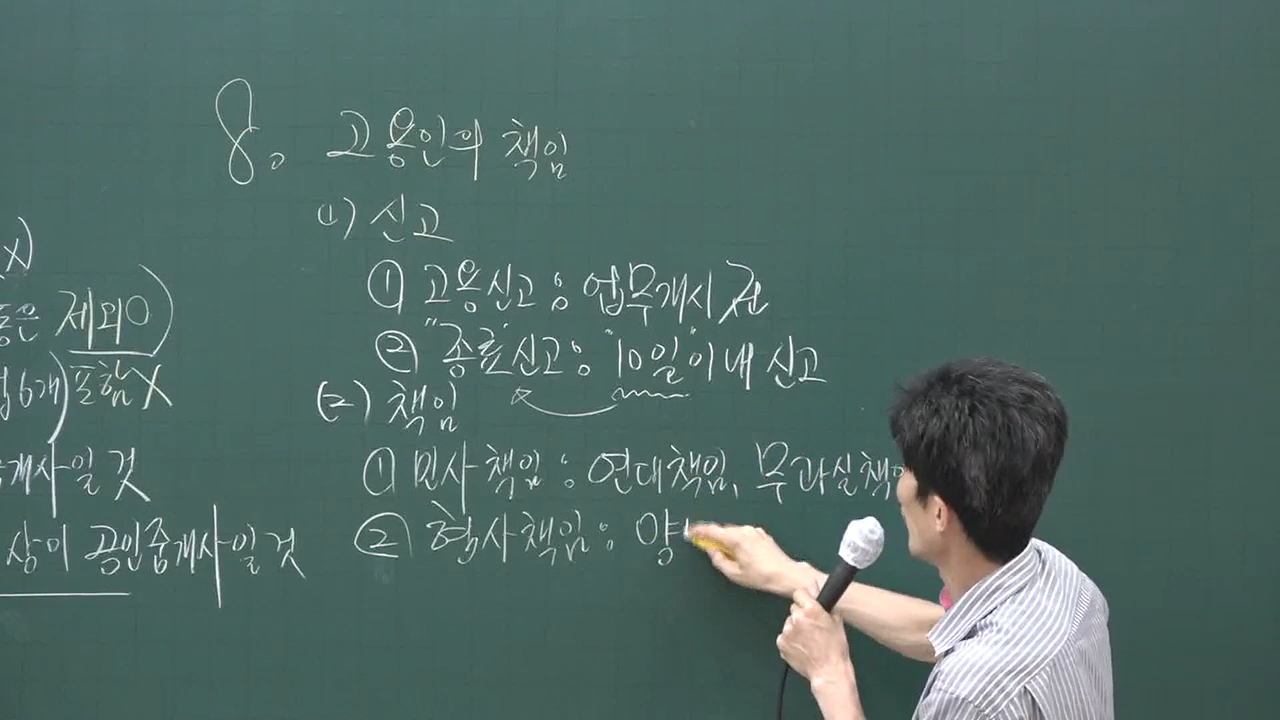 X)
제외O)
6개) 포함X
개사일 것
상이 공인중개사일 것
8. 고용인의 책임
(1) 신고
① 고용신고 : 업무개시 전
② "종료"신고 : "10일"이내 신고
(2) 책임
① 민사책임 : 연대책임, 무과실책
② 형사책임 : 양